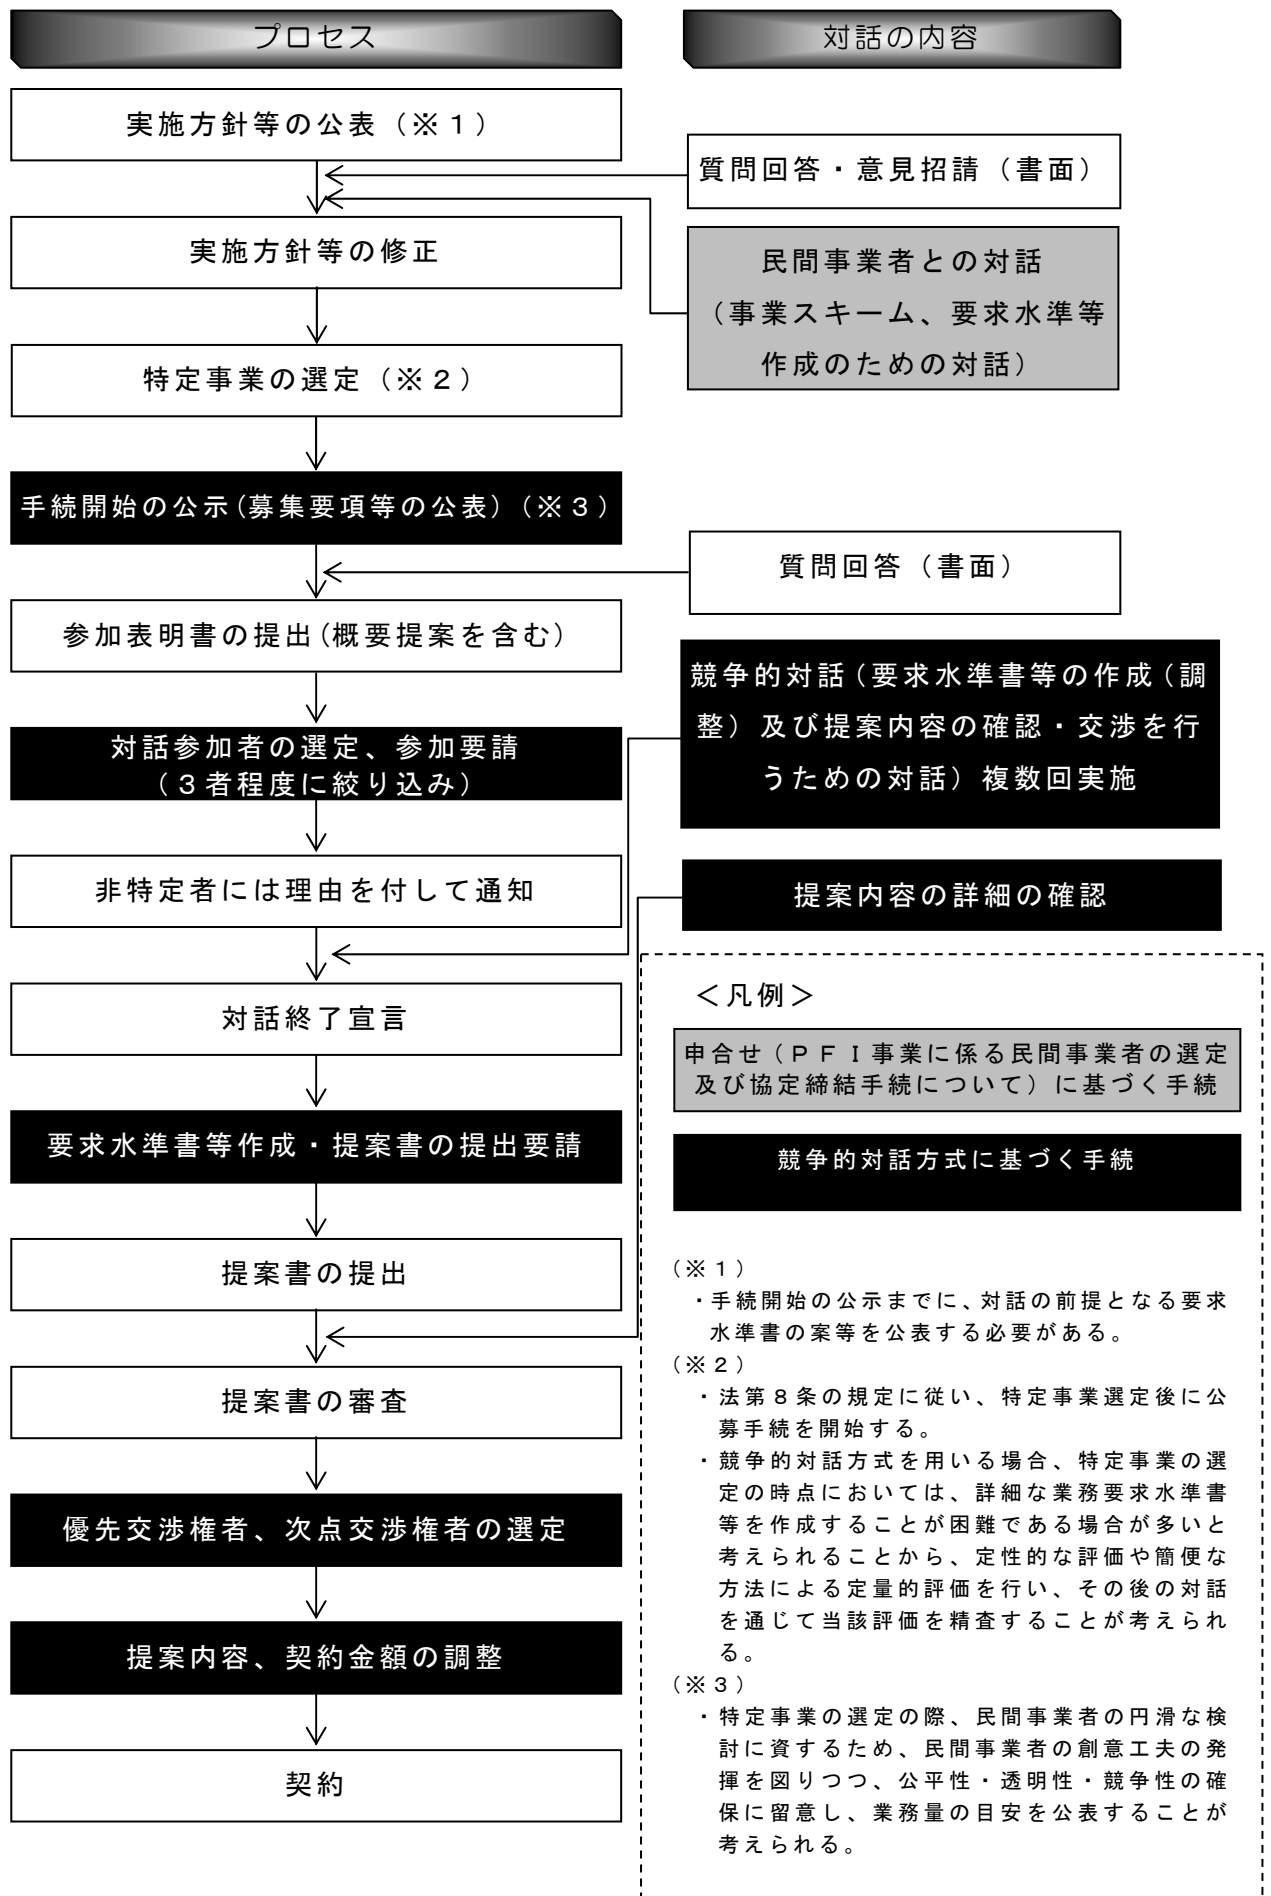 プロセス
対話の内容
実施方針等の公表（※１）
質問回答・意見招請（書面）
実施方針等の修正
民間事業者との対話
（事業スキーム、要求水準等
作成のための対話）
特定事業の選定（※２）
手続開始の公示(募集要項等の公表)（※３）
質問回答（書面）
参加表明書の提出(概要提案を含む)
競争的対話（要求水準書等の作成（調
整）及び提案内容の確認・交渉を行
うための対話）複数回実施
対話参加者の選定、参加要請
（３者程度に絞り込み）
非特定者には理由を付して通知
提案内容の詳細の確認
対話終了宣言
要求水準書等作成・提案書の提出要請
提案書の提出
提案書の審査
優先交渉権者、次点交渉権者の選定
提案内容、契約金額の調整
契約
＜凡例＞
申合せ（ＰＦＩ事業に係る民間事業者の選定
及び協定締結手続について）に基づく手続
競争的対話方式に基づく手続
（※１）
・手続開始の公示までに、対話の前提となる要求
水準書の案等を公表する必要がある。
（※２）
・法第８条の規定に従い、特定事業選定後に公
募手続を開始する。
・競争的対話方式を用いる場合、特定事業の選
定の時点においては、詳細な業務要求水準書
等を作成することが困難である場合が多いと
考えられることから、定性的な評価や簡便な
方法による定量的評価を行い、その後の対話
を通じて当該評価を精査することが考えられ
る。
（※３）
・特定事業の選定の際、民間事業者の円滑な検
討に資するため、民間事業者の創意工夫の発
揮を図りつつ、公平性・透明性・競争性の確
保に留意し、業務量の目安を公表することが
考えられる。